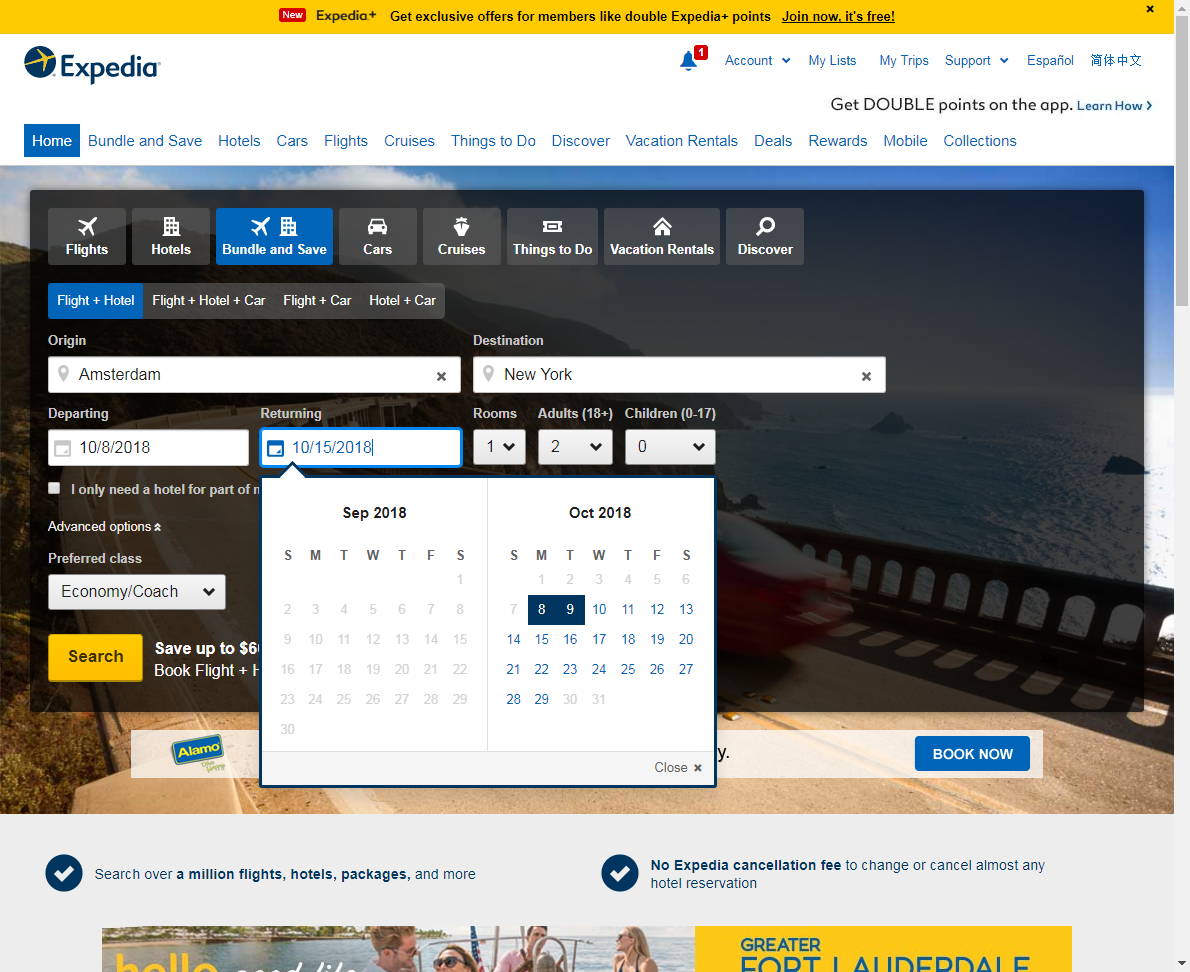 New Expedia+ Get exclusive offers for members like double Expedia+ points Join now, it's free!
Expedia
1 Account My Lists My Trips Support Español 简体中文
Get DOUBLE points on the app. Learn How
Home Bundle and Save Hotels Cars Flights Cruises Things to Do Discover Vacation Rentals Deals Rewards Mobile Collections
Flights Hotels Bundle and Save Cars Cruises Things to Do Vacation Rentals Discover
Flight + Hotel Flight + Hotel + Car Flight + Car Hotel + Car
Origin Destination
Amsterdam New York
Departing Returning Rooms Adults (18+) Children (0-17)
10/8/2018 10/15/2018 1 2 0
I only need a hotel for part of
Advanced options
Preferred class
Economy/Coach
Search
Save up to $6
Book Flight +
Sep 2018
S M T W T F S
1
2 3 4 5 6 7 8
9 10 11 12 13 14 15
16 17 18 19 20 21 22
23 24 25 26 27 28 29
30
Oct 2018
S M T W T F S
1 2 3 4 5 6
7 8 9 10 11 12 13
14 15 16 17 18 19 20
21 22 23 24 25 26 27
28 29 30 31
Close
Alamo
y.
BOOK NOW
Search over a million flights, hotels, packages, and more
No Expedia cancellation fee to change or cancel almost any
hotel reservation
hello good life
GREATER
FORT LAUDERDALE